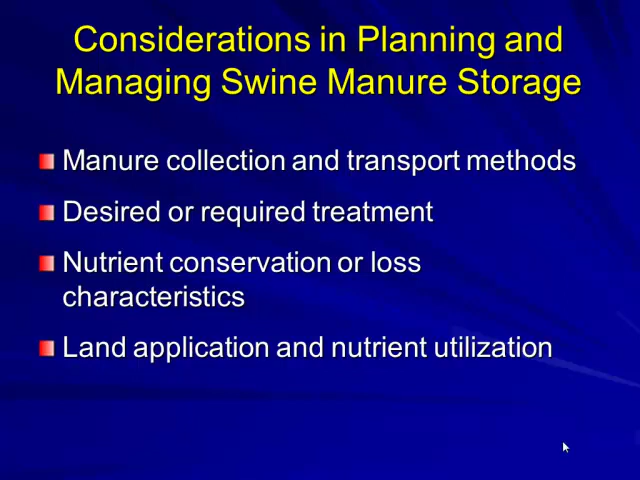 Considerations in Planning and
Managing Swine Manure Storage
Manure collection and transport methods
Desired or required treatment
Nutrient conservation or loss
characteristics
Land application and nutrient utilization